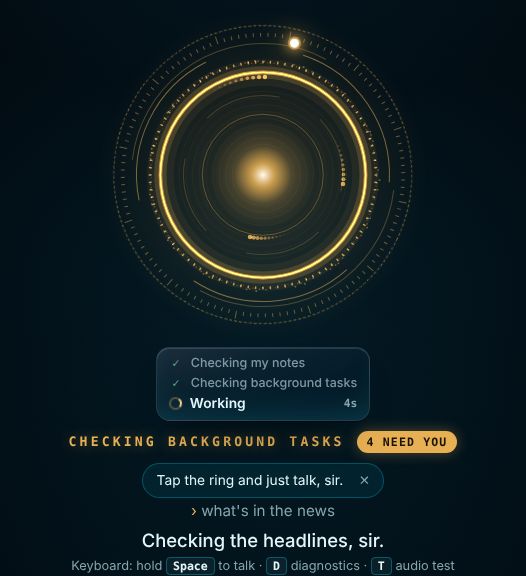 ✓ Checking my notes
✓ Checking background tasks
Working 4s
CHECKING BACKGROUND TASKS 4 NEED YOU
Tap the ring and just talk, sir. ✕
› what's in the news
Checking the headlines, sir.
Keyboard: hold Space to talk · D diagnostics · T audio test